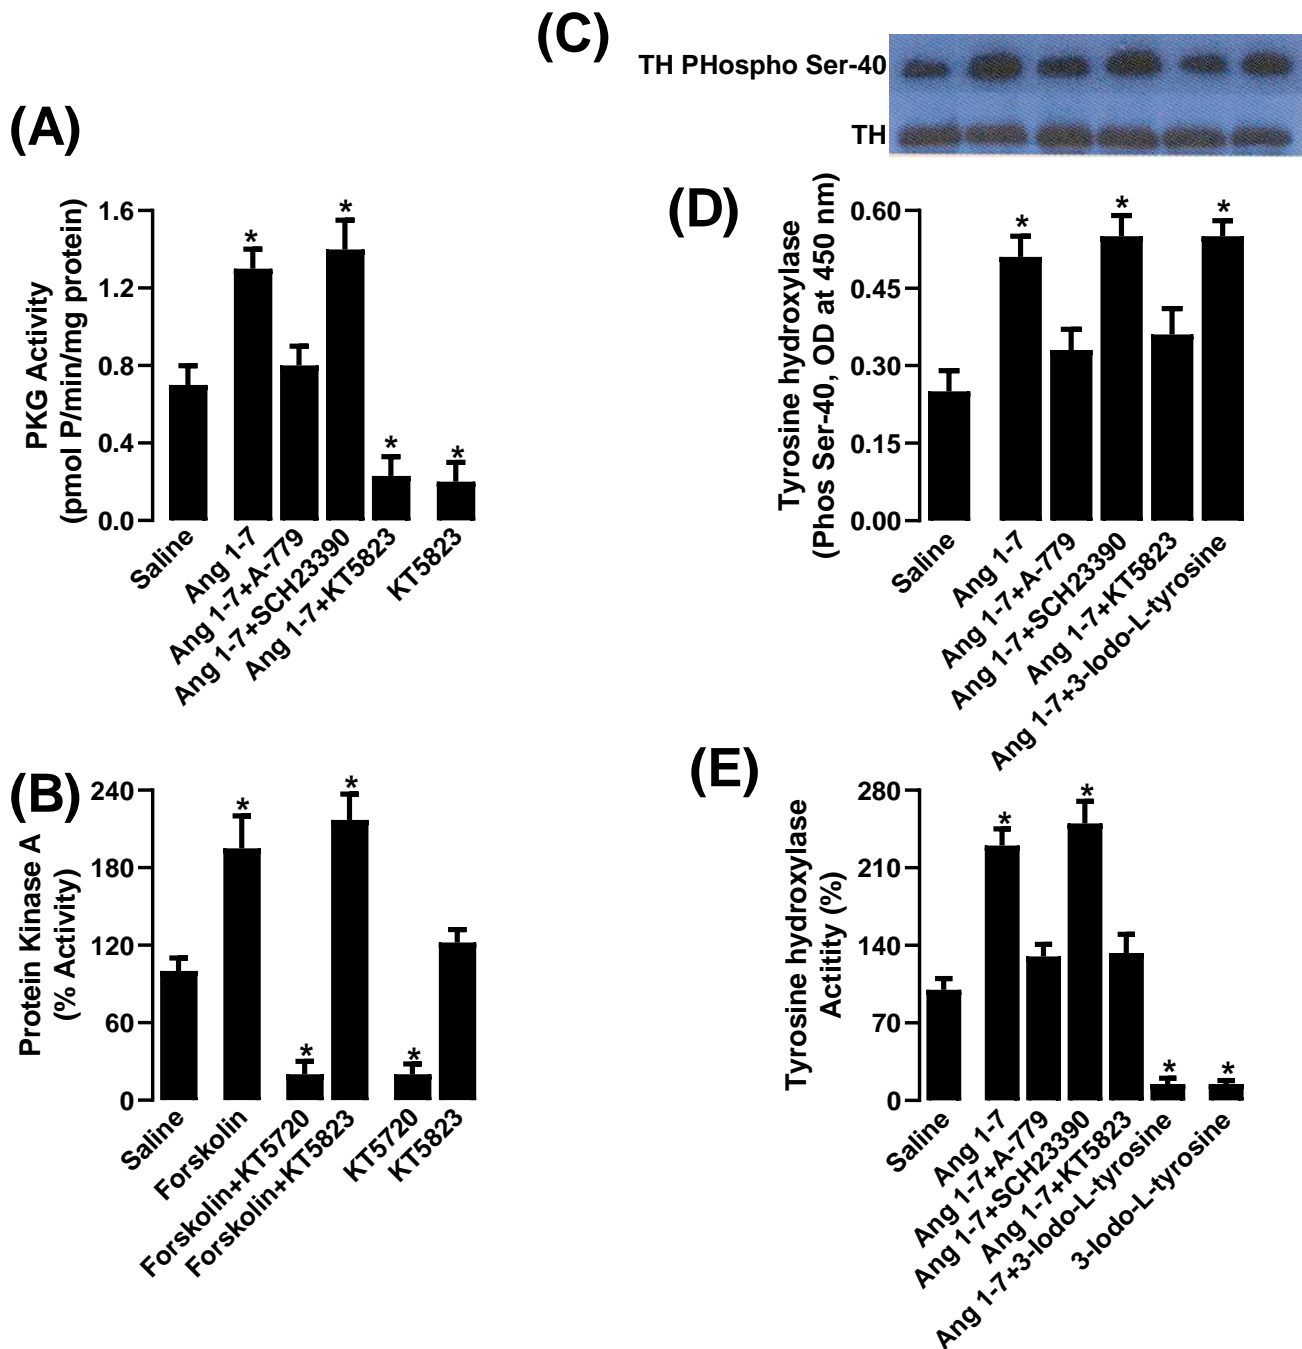 (C)
TH PHospho Ser-40
TH
(A)
PKG Activity
(pmol P/min/mg protein)
1.6
1.2
0.8
0.4
0.0
*
*
*
*
Saline
Ang 1-7
Ang 1-7+A-779
Ang 1-7+SCH23390
Ang 1-7+KT5823
KT5823
(D)
Tyrosine hydroxylase
(Phos Ser-40, OD at 450 nm)
0.60
0.45
0.30
0.15
0.00
*
*
*
Saline
Ang 1-7
Ang 1-7+A-779
Ang 1-7+SCH23390
Ang 1-7+KT5823
Ang 1-7+3-Iodo-L-tyrosine
(B)
Protein Kinase A
(% Activity)
240
180
120
60
0
*
*
*
*
Saline
Forskolin
Forskolin+KT5720
Forskolin+KT5823
KT5720
KT5823
(E)
Tyrosine hydroxylase
Actitity (%)
280
210
140
70
0
*
*
*
*
Saline
Ang 1-7
Ang 1-7+A-779
Ang 1-7+SCH23390
Ang 1-7+KT5823
Ang 1-7+3-Iodo-L-tyrosine
3-Iodo-L-tyrosine